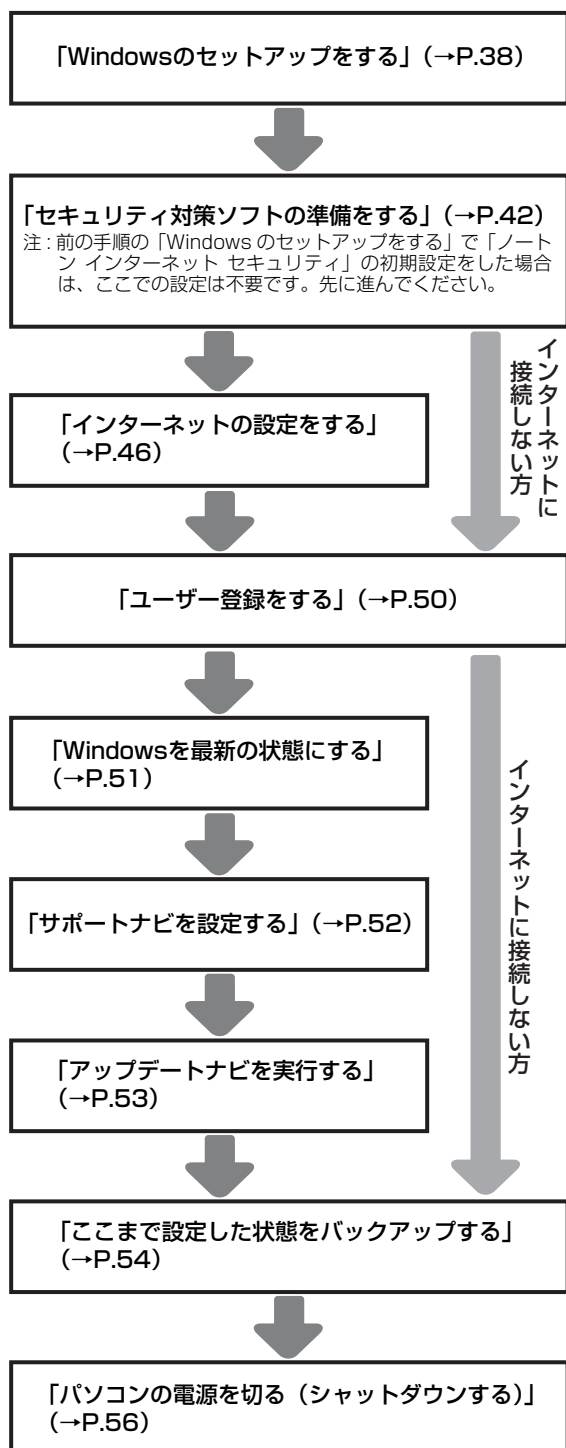 「Windowsのセットアップをする」（→P.38）
「セキュリティ対策ソフトの準備をする」（→P.42）
注：前の手順の「Windows のセットアップをする」で「ノート
ン インターネット セキュリティ」の初期設定をした場合
は、ここでの設定は不要です。先に進んでください。
インターネットに
接続しない方
「インターネットの設定をする」
（→P.46）
「ユーザー登録をする」（→P.50）
「Windowsを最新の状態にする」
（→P.51）
インターネットに接続しない方
「サポートナビを設定する」（→P.52）
「アップデートナビを実行する」
（→P.53）
「ここまで設定した状態をバックアップする」
（→P.54）
「パソコンの電源を切る（シャットダウンする）」
（→P.56）